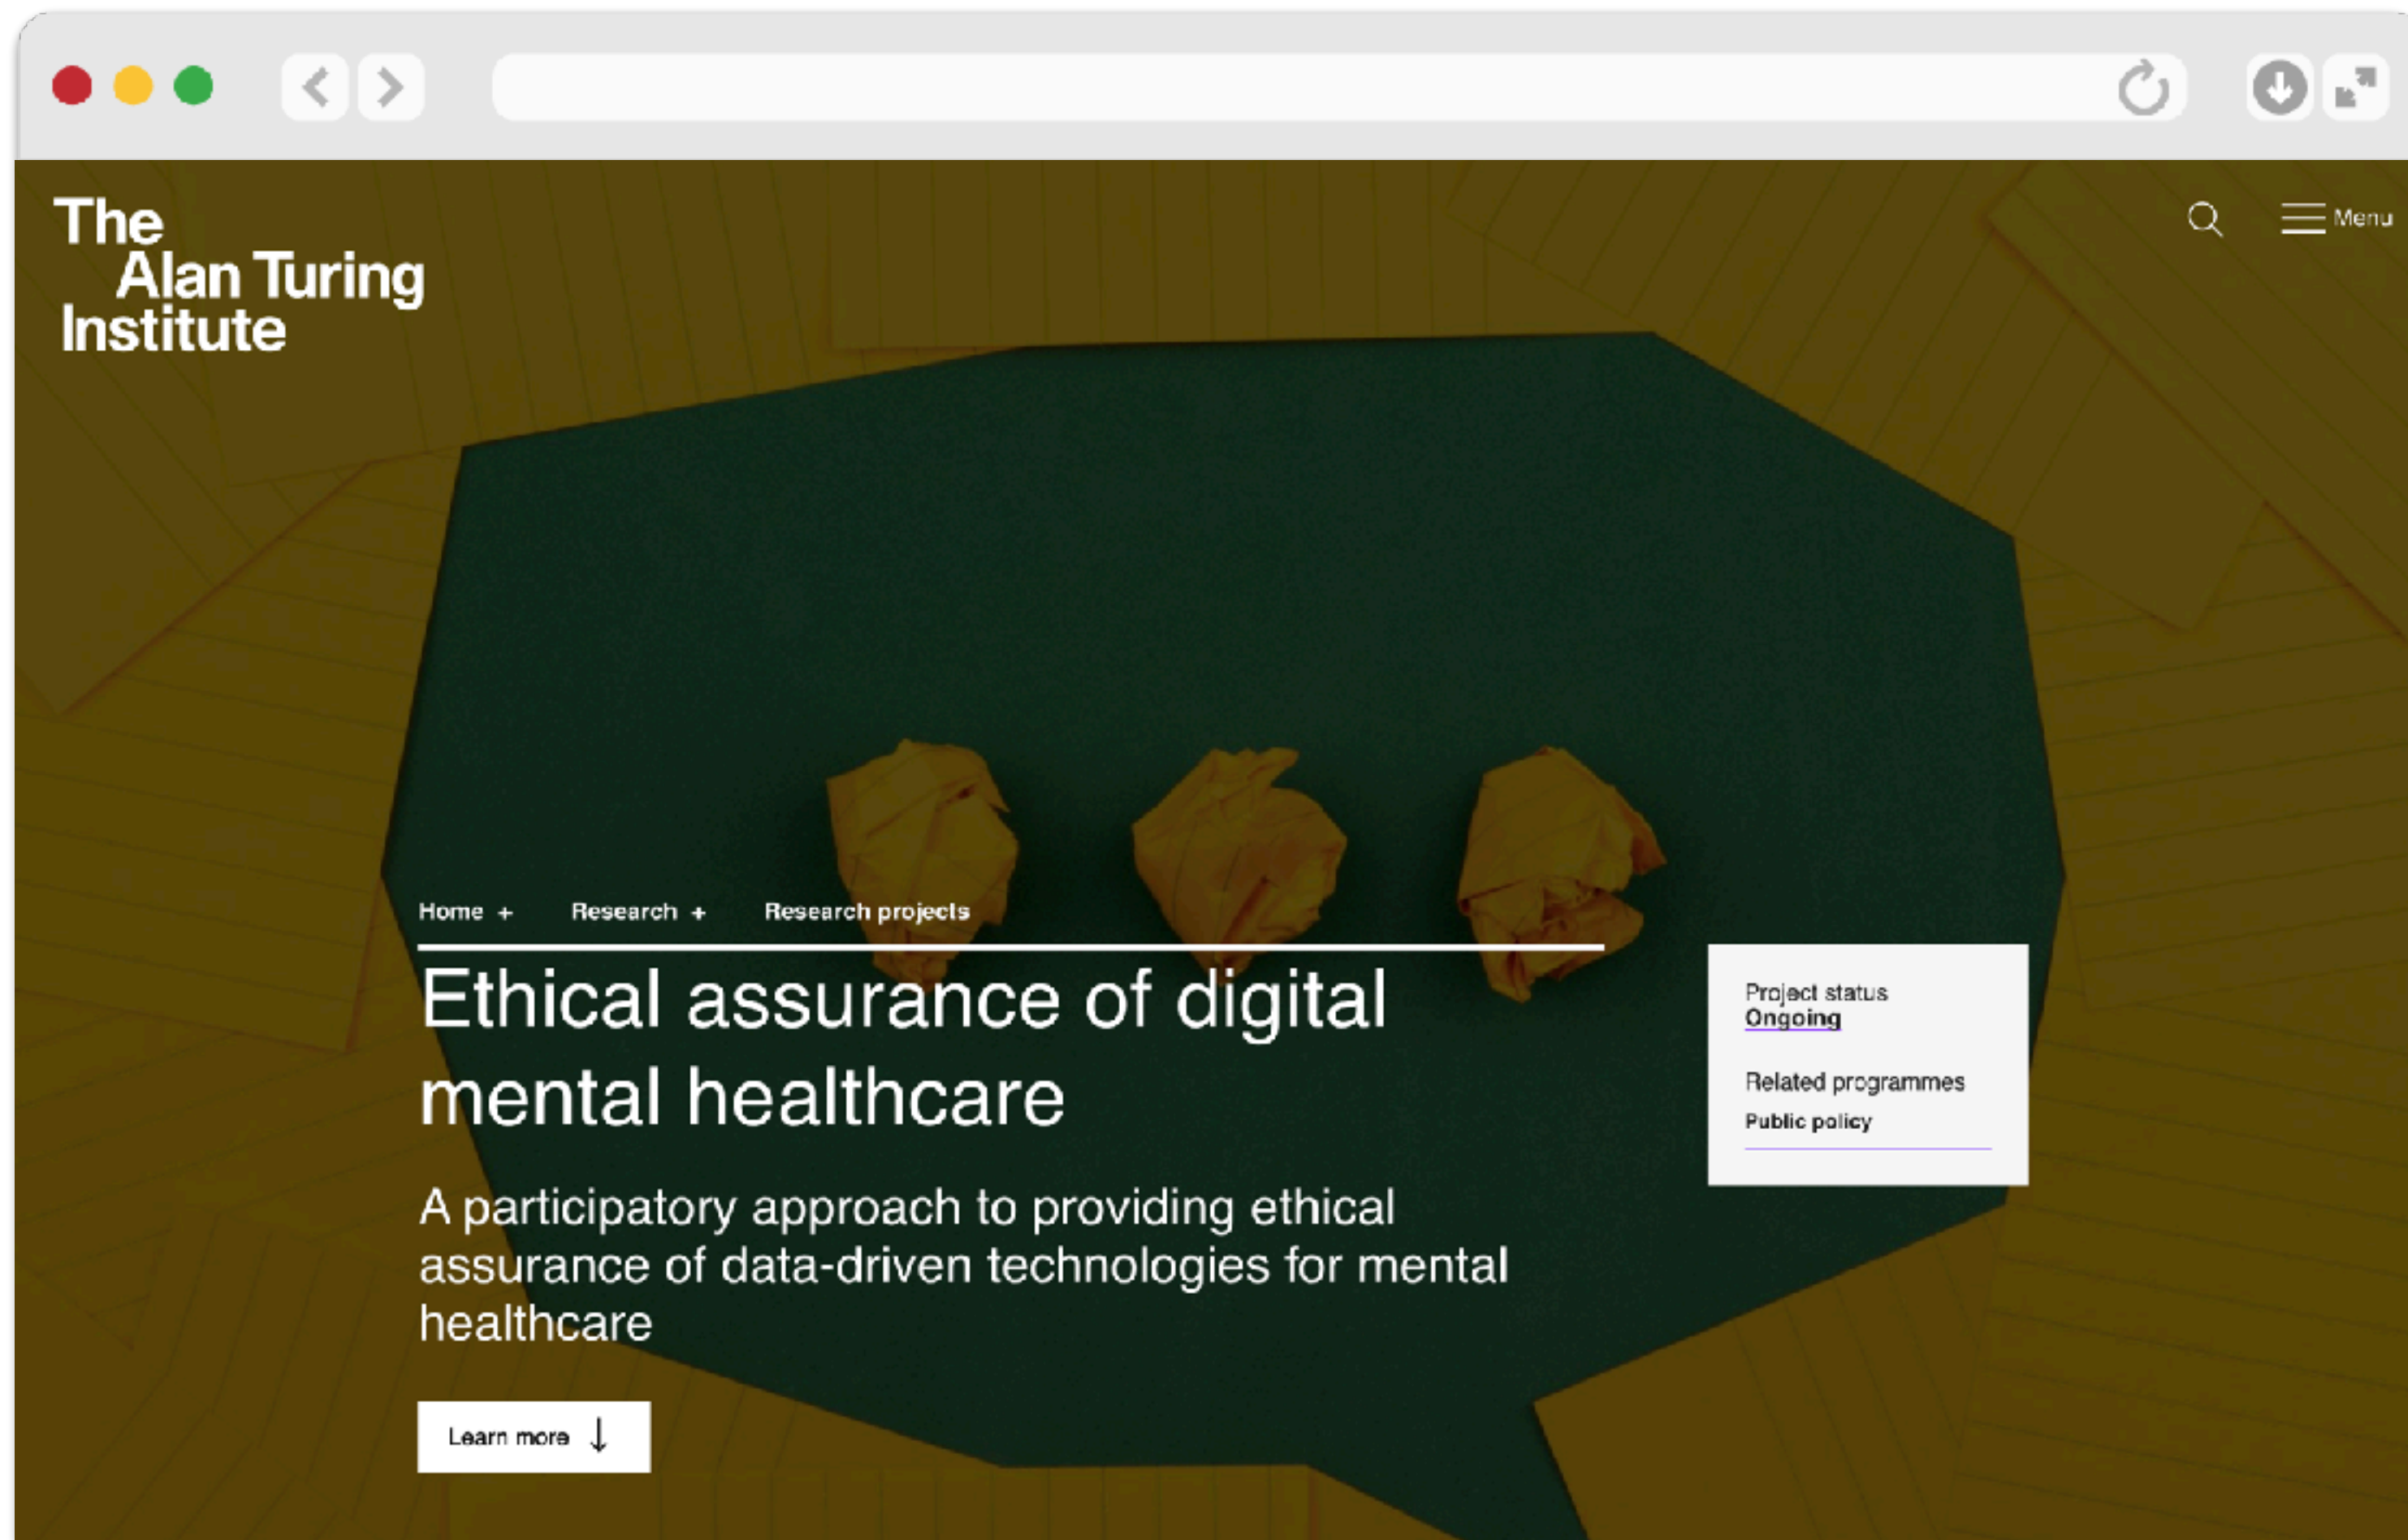 The
Alan Turing
Institute
Menu
Home + Research + Research projects
Ethical assurance of digital
mental healthcare
A participatory approach to providing ethical
assurance of data-driven technologies for mental
healthcare
Learn more ↓
Project status
Ongoing
Related programmes
Public policy